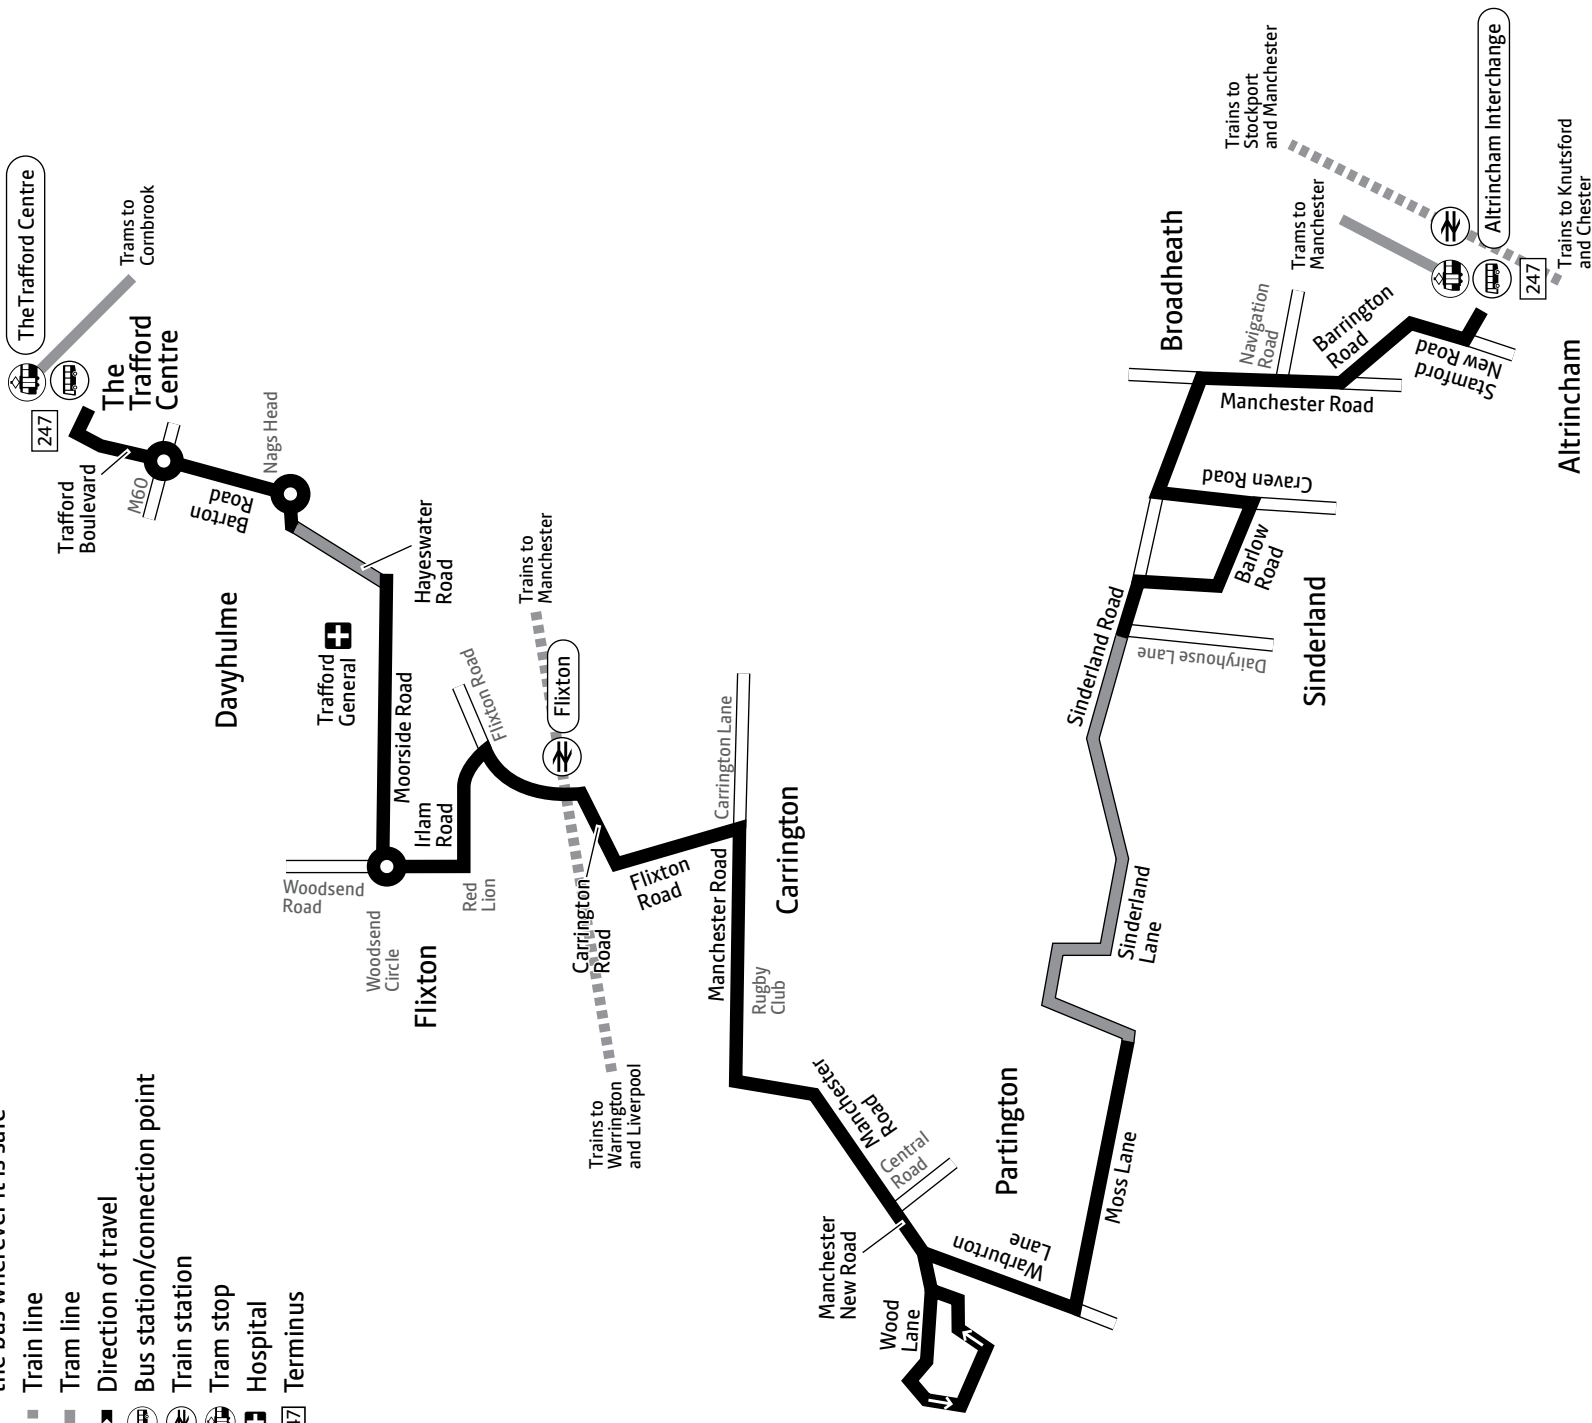 the bus wherever it is safe
Train line
Tram line
Direction of travel
Bus station/connection point
Train station
Tram stop
Hospital
Terminus
The Trafford Centre
247
Trams to
Cornbrook
The
Trafford
Centre
Trafford
Boulevard
M60
Barton
Road
Nags Head
Hayeswater
Road
Davyhulme
Trafford
General
Moorside Road
Woodsend
Road
Woodsend
Circle
Irlam
Road
Red
Lion
Flixton Road
Flixton
Trains to
Manchester
Flixton
Carrington
Road
Trains to
Warrington
and Liverpool
Flixton
Road
Carrington Lane
Manchester Road
Carrington
Rugby
Club
Manchester
Road
Central
Road
Manchester
New Road
Partington
Wood
Lane
Warburton
Lane
Moss Lane
Sinderland
Lane
Sinderland Road
Dairyhouse Lane
Sinderland
Barlow
Road
Craven Road
Broadheath
Manchester Road
Navigation
Road
Barrington
Road
Stamford
New Road
Trams to
Manchester
Trains to
Stockport
and Manchester
Altrincham Interchange
247
Trains to Knutsford
and Chester
Altrincham